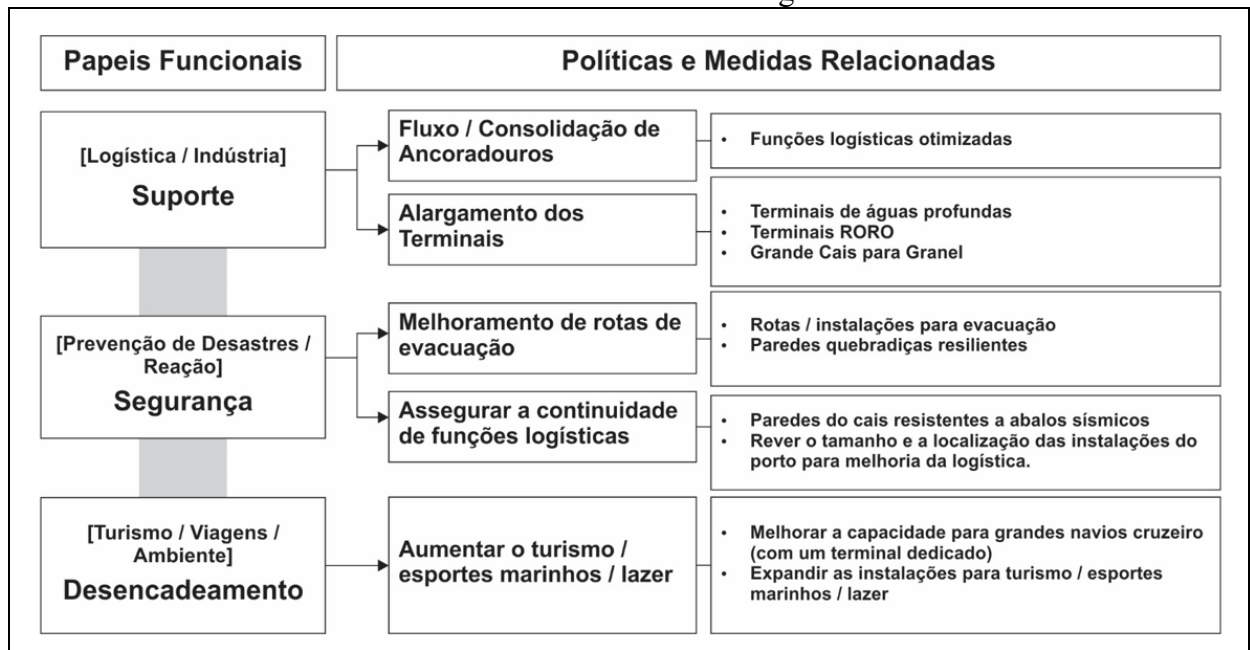 Papeis Funcionais
Políticas e Medidas Relacionadas
[Logística / Indústria]
Suporte
Fluxo / Consolidação de
Ancoradouros
• Funções logísticas otimizadas
Alargamento dos
Terminais
• Terminais de águas profundas
• Terminais RORO
• Grande Cais para Granel
[Prevenção de Desastres /
Reação]
Segurança
Melhoramento de rotas de
evacuação
• Rotas / instalações para evacuação
• Paredes quebradiças resilientes
Assegurar a continuidade
de funções logísticas
• Paredes do cais resistentes a abalos sísmicos
• Rever o tamanho e a localização das instalações do
porto para melhoria da logística.
[Turismo / Viagens /
Ambiente]
Desencadeamento
Aumentar o turismo /
esportes marinhos / lazer
• Melhorar a capacidade para grandes navios cruzeiro
(com um terminal dedicado)
• Expandir as instalações para turismo / esportes
marinhos / lazer